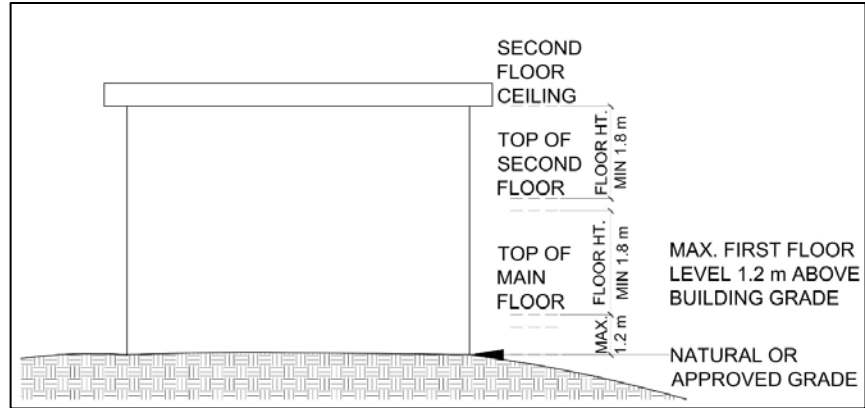 SECOND
FLOOR
CEILING
TOP OF
SECOND
FLOOR
FLOOR HT.
MIN 1.8 m
TOP OF
MAIN
FLOOR
FLOOR HT.
MIN 1.8 m
MAX.
1.2 m
MAX. FIRST FLOOR
LEVEL 1.2 m ABOVE
BUILDING GRADE
NATURAL OR
APPROVED GRADE